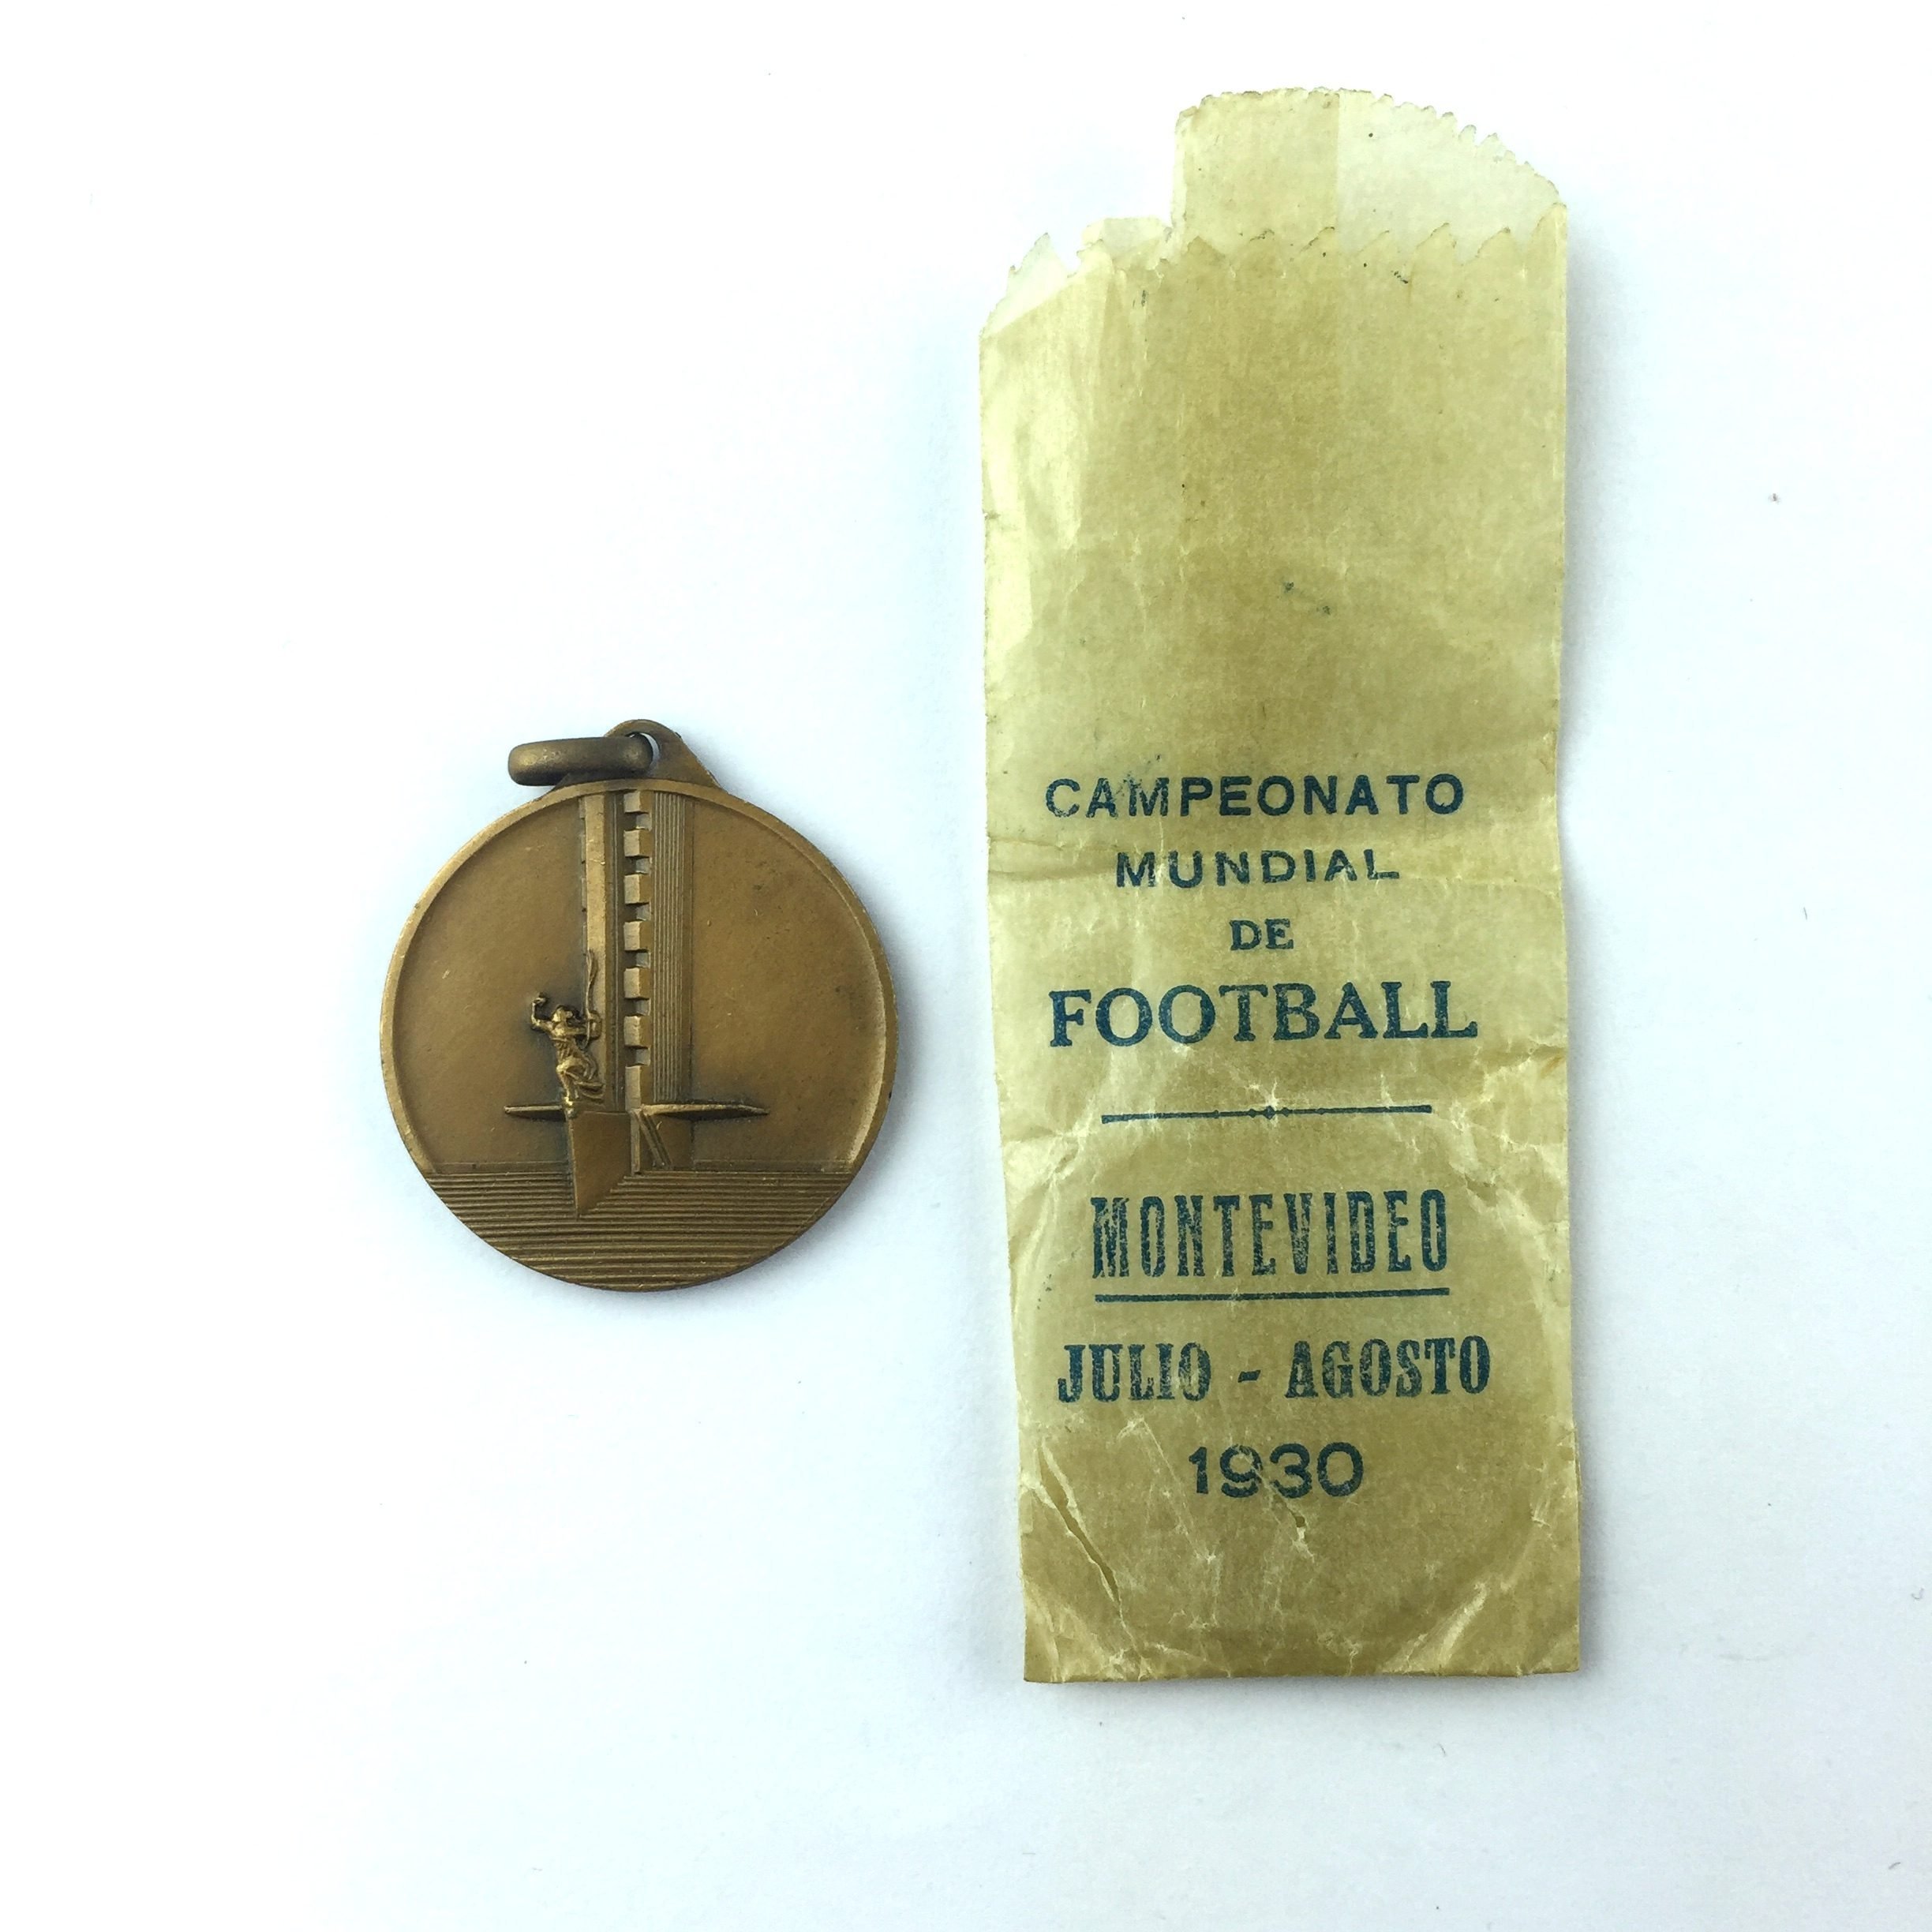 CAMPEONATO
MUNDIAL
DE
FOOTBALL
MONTEVIDEO
JULIO - AGOSTO
1930